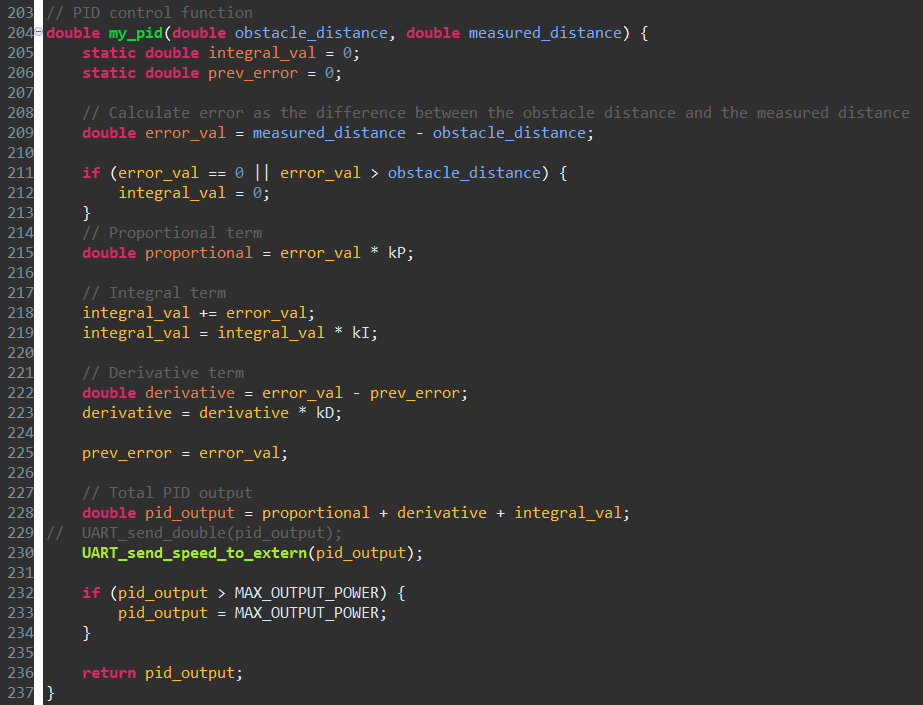 203 // PID control function
204 double my_pid(double obstacle_distance, double measured_distance) {
205     static double integral_val = 0;
206     static double prev_error = 0;
207
208     // Calculate error as the difference between the obstacle distance and the measured distance
209     double error_val = measured_distance - obstacle_distance;
210
211     if (error_val == 0 || error_val > obstacle_distance) {
212         integral_val = 0;
213     }
214     // Proportional term
215     double proportional = error_val * kP;
216
217     // Integral term
218     integral_val += error_val;
219     integral_val = integral_val * kI;
220
221     // Derivative term
222     double derivative = error_val - prev_error;
223     derivative = derivative * kD;
224
225     prev_error = error_val;
226
227     // Total PID output
228     double pid_output = proportional + derivative + integral_val;
229 //  UART_send_double(pid_output);
230     UART_send_speed_to_extern(pid_output);
231
232     if (pid_output > MAX_OUTPUT_POWER) {
233         pid_output = MAX_OUTPUT_POWER;
234     }
235
236     return pid_output;
237 }